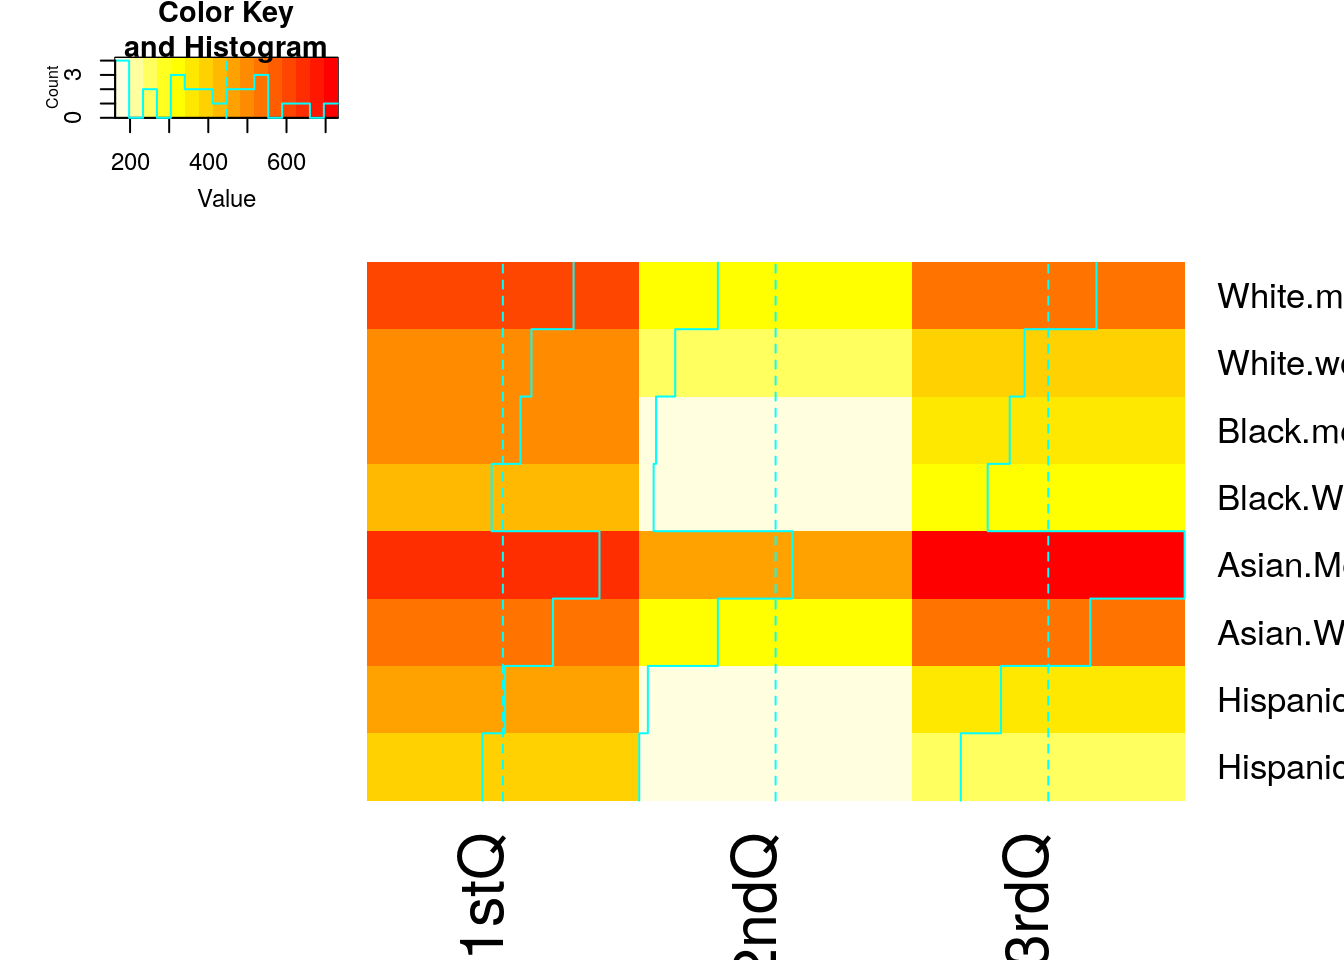 Color Key
and Histogram
Count
0 3
200 400 600
Value
White.m
White.w
Black.m
Black.W
Asian.M
Asian.W
Hispanic
Hispanic
1stQ
2ndQ
3rdQ